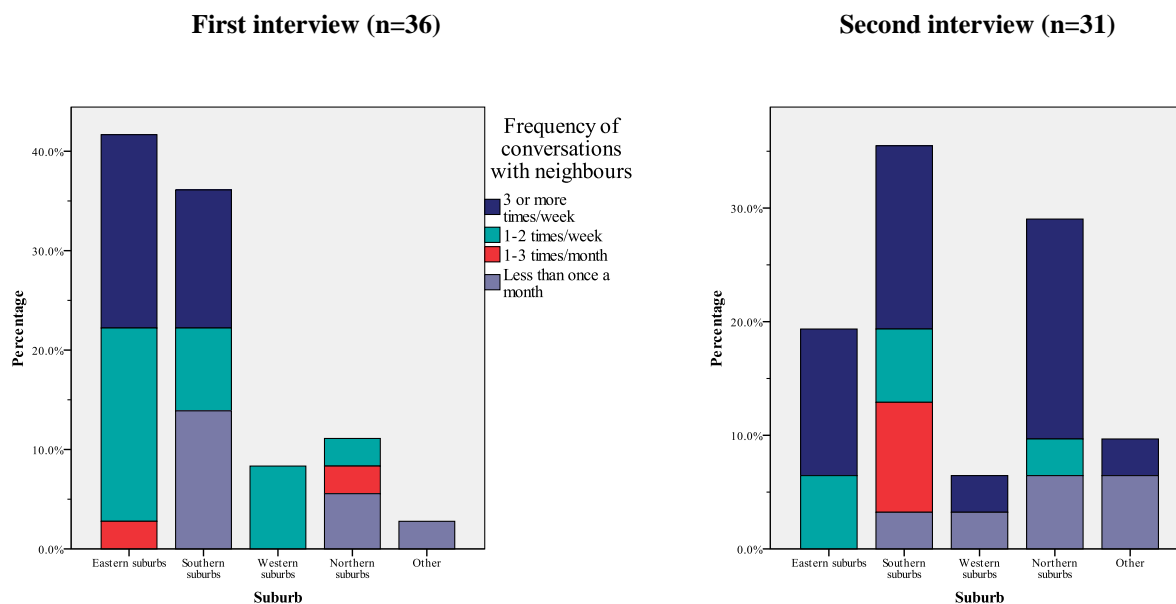 First interview (n=36)
Second interview (n=31)
Percentage
40.0%
30.0%
20.0%
10.0%
0.0%
Eastern suburbs
Southern
suburbs
Western
suburbs
Northern
suburbs
Other
Suburb
Frequency of
conversations
with neighbours
3 or more
times/week
1-2 times/week
1-3 times/month
Less than once a
month
Percentage
30.0%
20.0%
10.0%
0.0%
Eastern suburbs
Southern
suburbs
Western
suburbs
Northern
suburbs
Other
Suburb